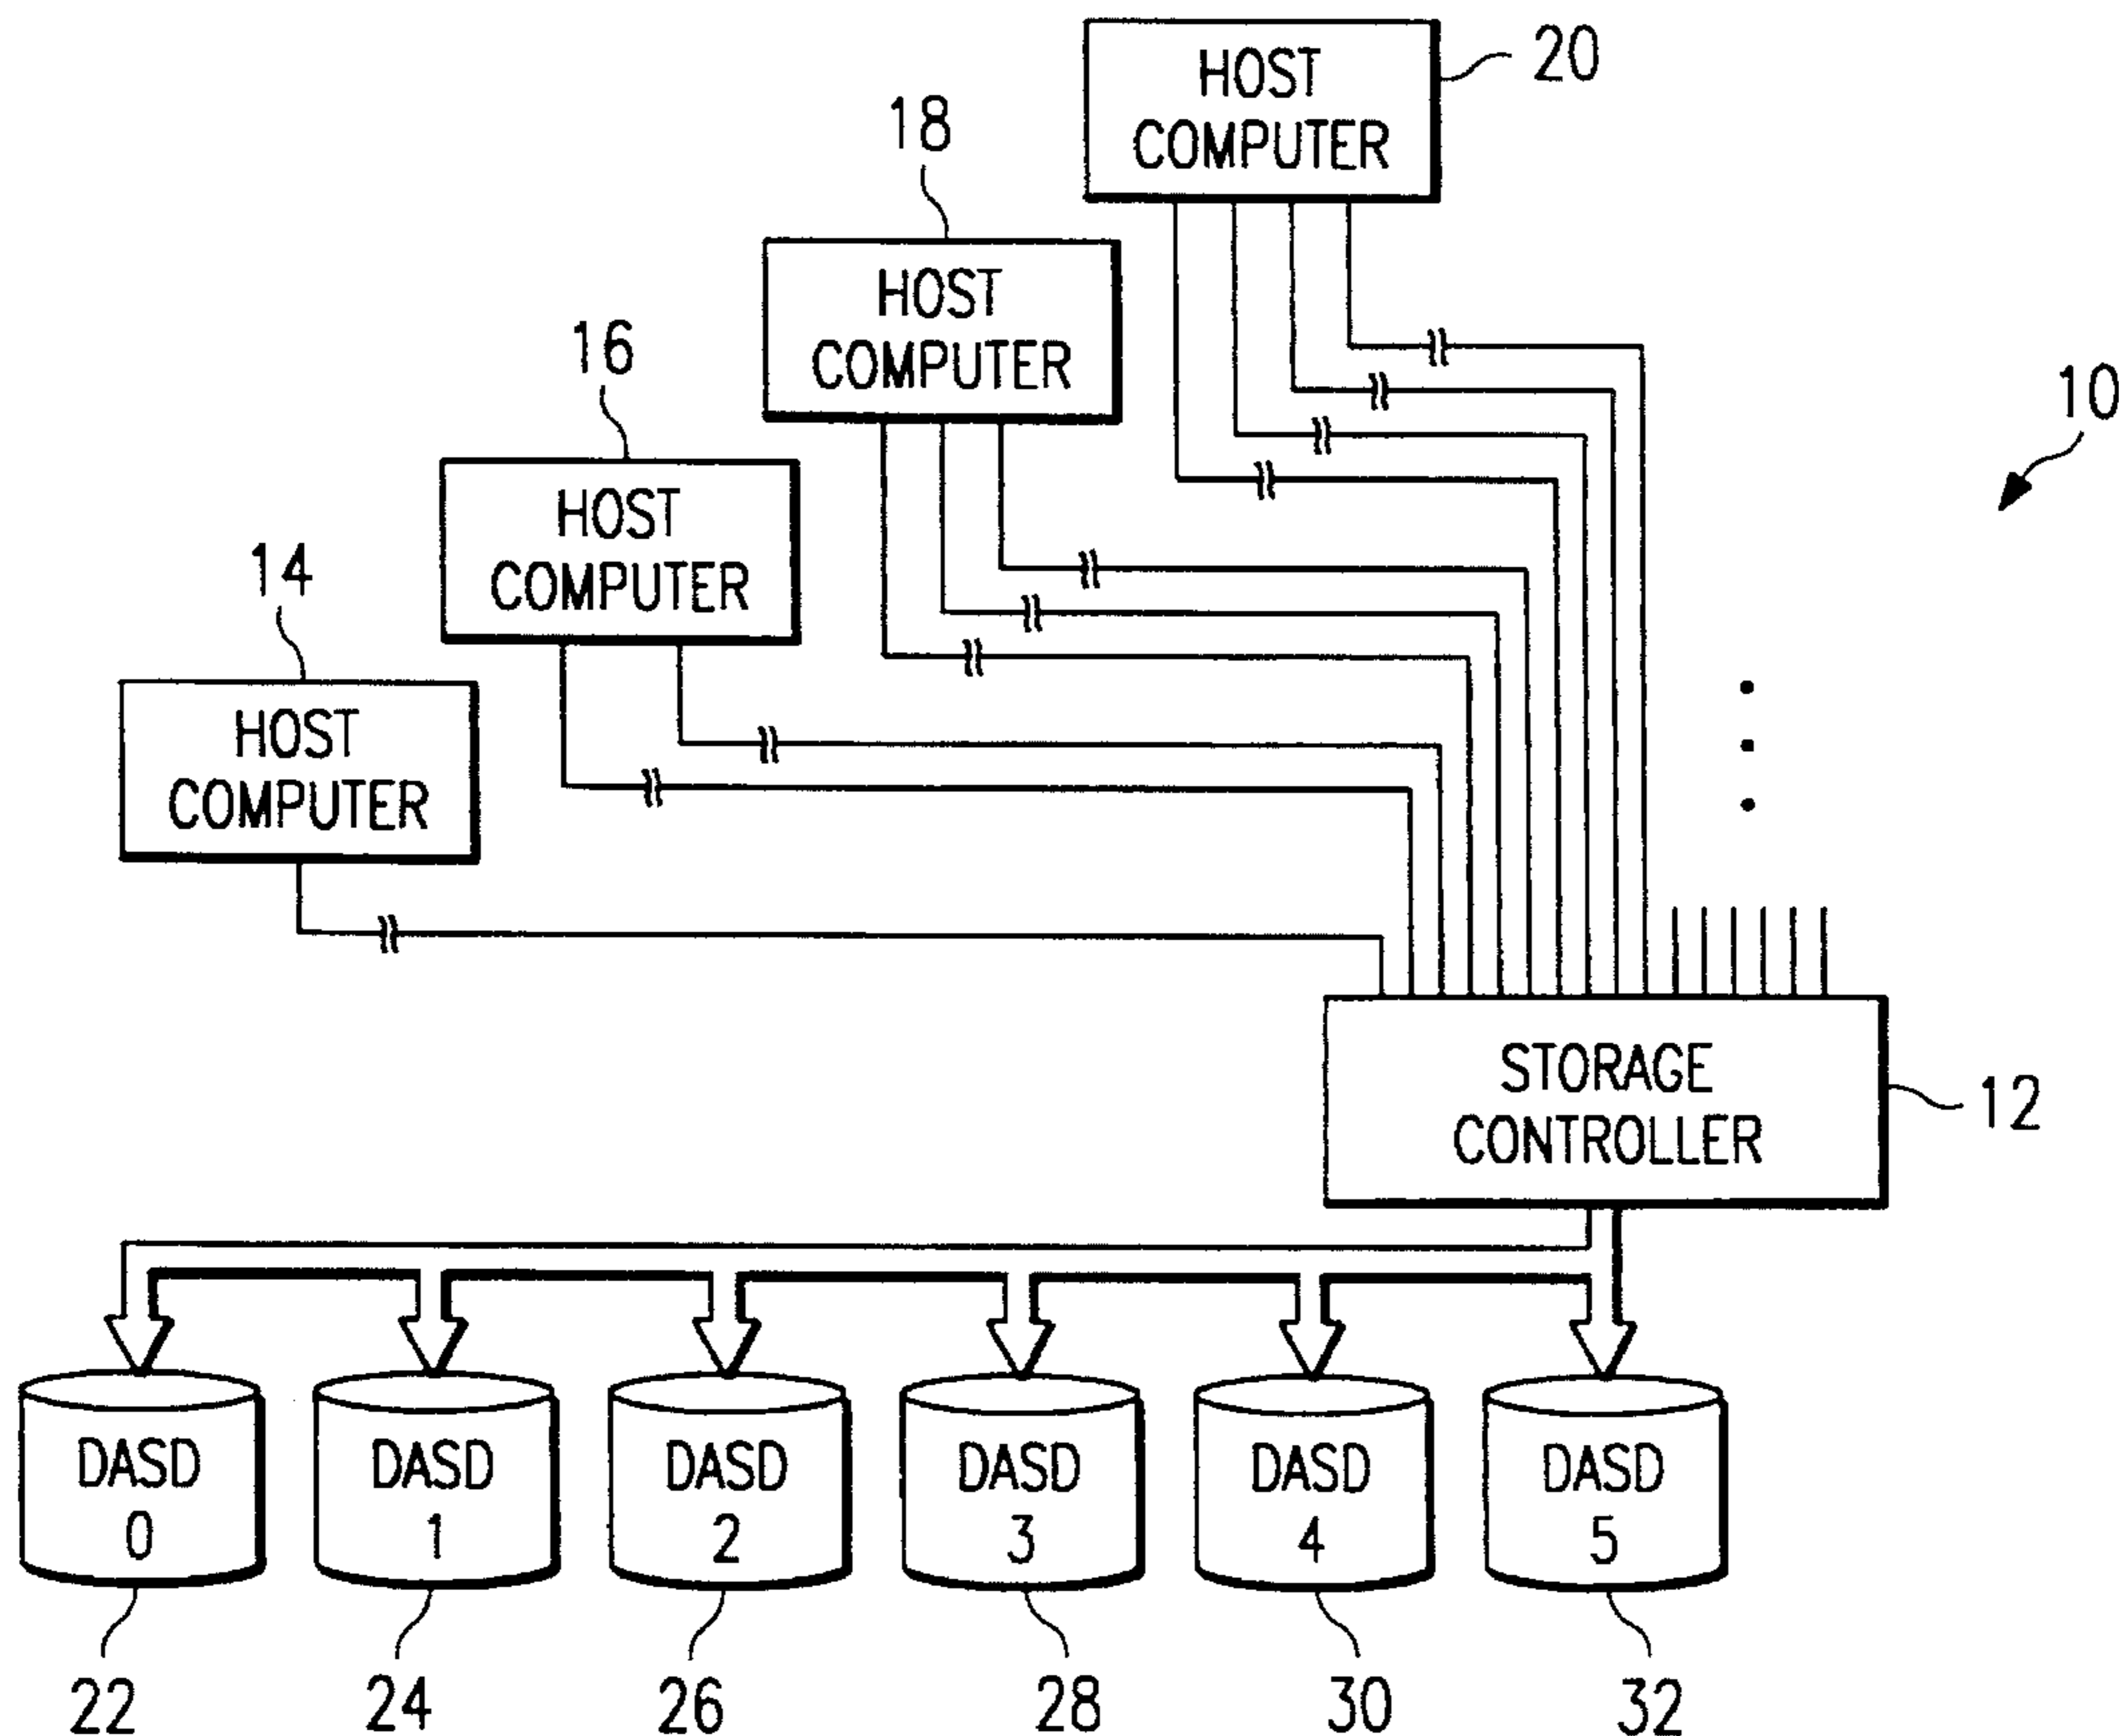 HOST
COMPUTER
20
18
HOST
COMPUTER
16
10
HOST
COMPUTER
14
HOST
COMPUTER
STORAGE
CONTROLLER
12
DASD
0
DASD
1
DASD
2
DASD
3
DASD
4
DASD
5
22
24
26
28
30
32